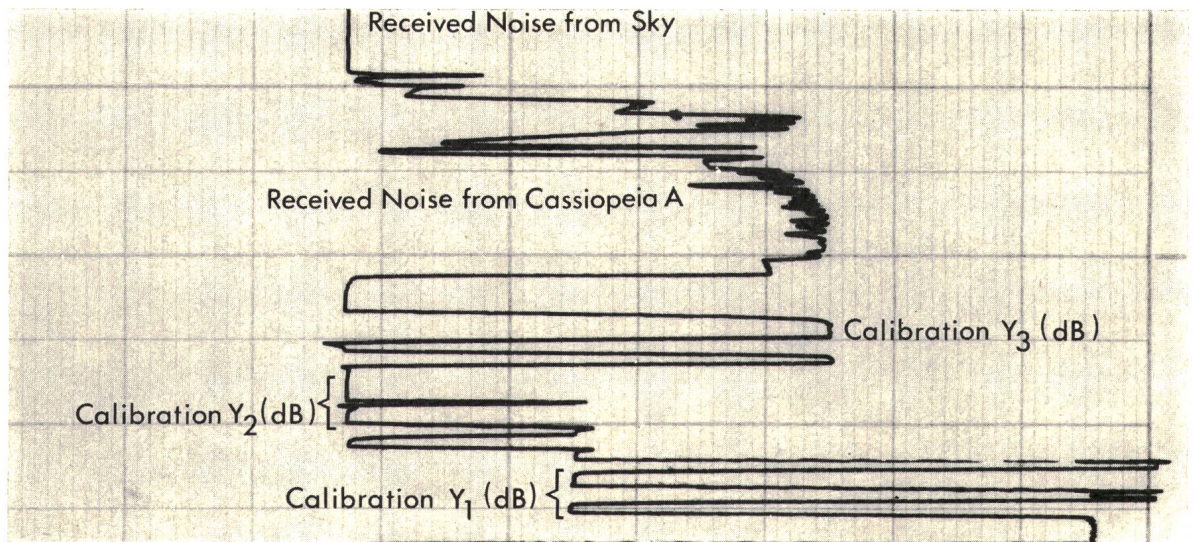 Received Noise from Sky
Received Noise from Cassiopeia A
Calibration Y3 (dB)
Calibration Y2 (dB)
Calibration Y1 (dB)